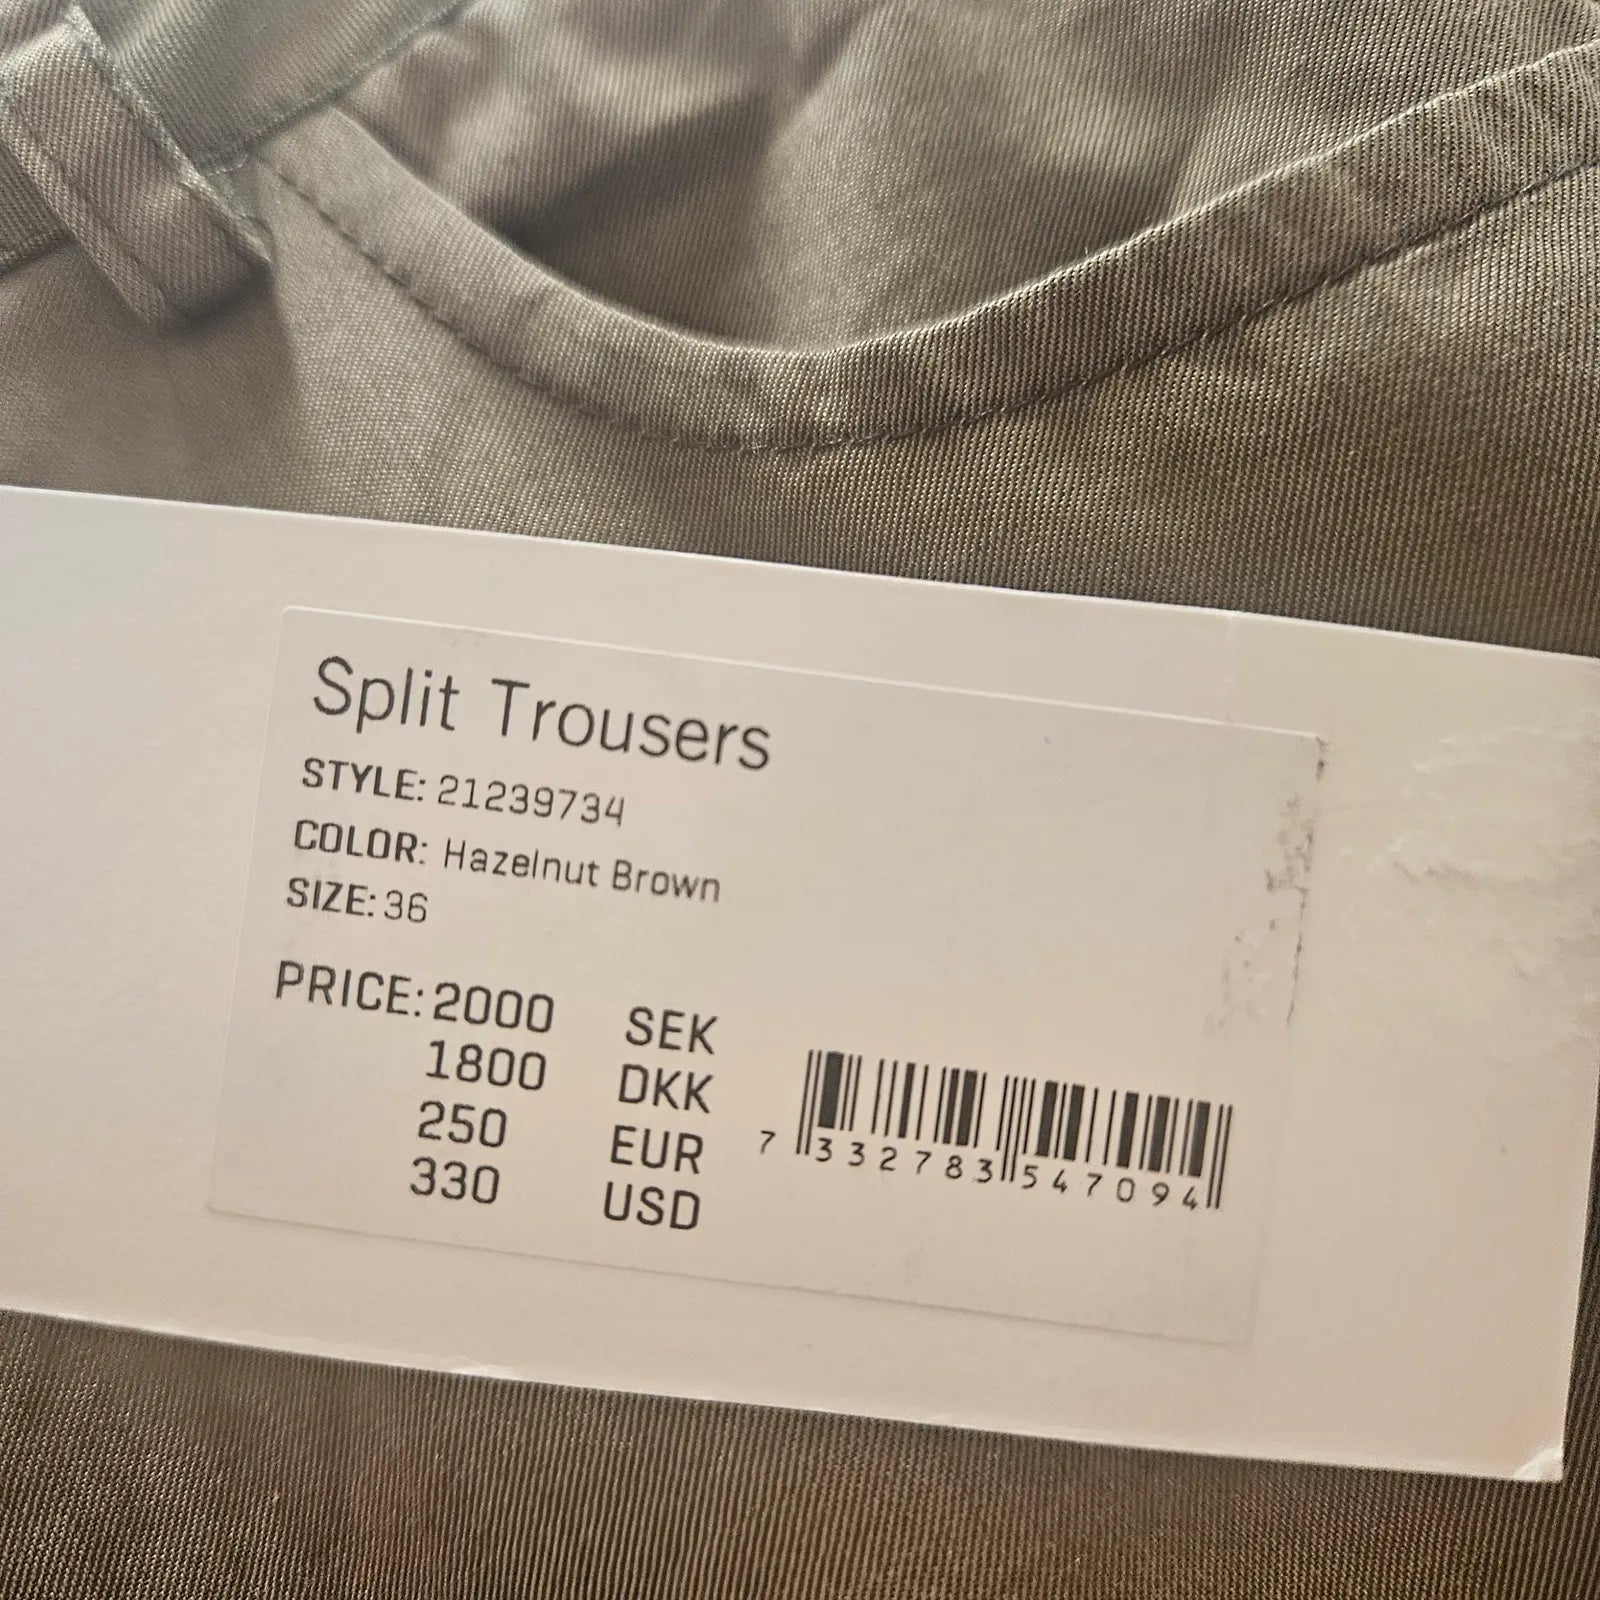 Split Trousers
STYLE: 21239734
COLOR: Hazelnut Brown
SIZE: 36
PRICE: 2000 SEK
1800 DKK
250 EUR
330 USD
7 332783 547094